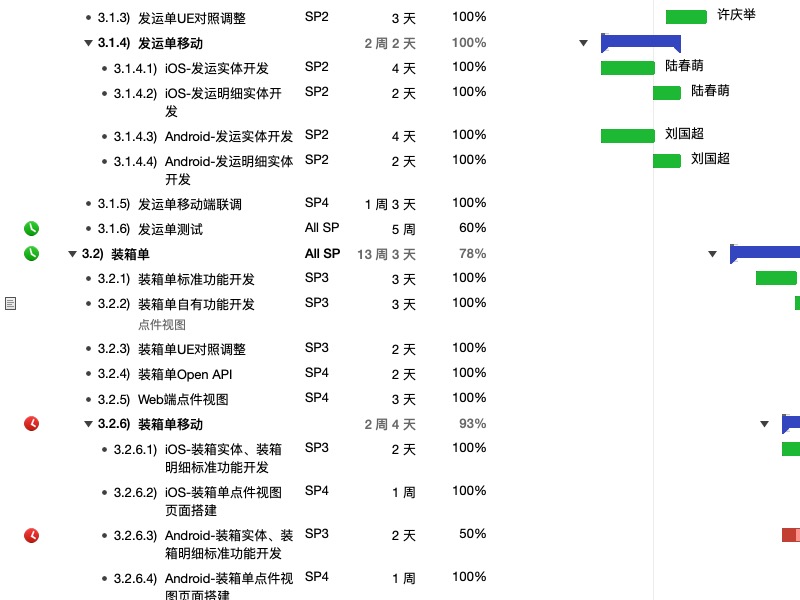 3.1.3) 发运单UE对照调整 SP2 3 天 100% 许庆举
3.1.4) 发运单移动 2 周 2 天 100%
3.1.4.1) iOS-发运实体开发 SP2 4 天 100% 陆春萌
3.1.4.2) iOS-发运明细实体开 SP2 2 天 100% 陆春萌
发
3.1.4.3) Android-发运实体开发 SP2 4 天 100% 刘国超
3.1.4.4) Android-发运明细实体 SP2 2 天 100% 刘国超
开发
3.1.5) 发运单移动端联调 SP4 1 周 3 天 100%
3.1.6) 发运单测试 All SP 5 周 60%
3.2) 装箱单 All SP 13 周 3 天 78%
3.2.1) 装箱单标准功能开发 SP3 3 天 100%
3.2.2) 装箱单自有功能开发 SP3 3 天 100%
点件视图
3.2.3) 装箱单UE对照调整 SP3 2 天 100%
3.2.4) 装箱单Open API SP4 2 天 100%
3.2.5) Web端点件视图 SP4 3 天 100%
3.2.6) 装箱单移动 2 周 4 天 93%
3.2.6.1) iOS-装箱实体、装箱 SP3 2 天 100%
明细标准功能开发
3.2.6.2) iOS-装箱单点件视图 SP4 1 周 100%
页面搭建
3.2.6.3) Android-装箱实体、装 SP3 2 天 50%
箱明细标准功能开发
3.2.6.4) Android-装箱单点件视 SP4 1 周 100%
图页面搭建